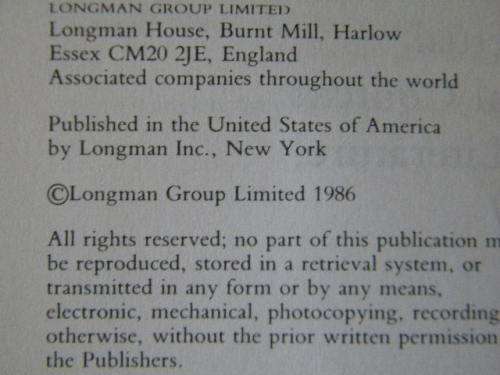 LONGMAN GROUP LIMITED
Longman House, Burnt Mill, Harlow
Essex CM20 2JE, England
Associated companies throughout the world
Published in the United States of America
by Longman Inc., New York
©Longman Group Limited 1986
All rights reserved; no part of this publication
be reproduced, stored in a retrieval system, or
transmitted in any form or by any means,
electronic, mechanical, photocopying, recording
otherwise, without the prior written permission
the Publishers.